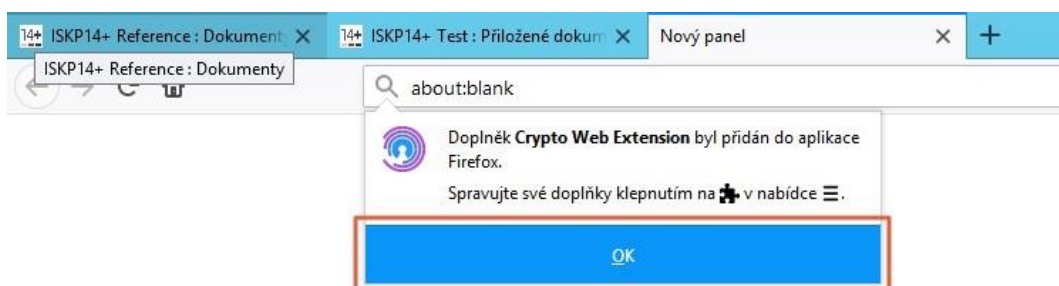 14+ ISKP14+ Reference : Dokument 14+ ISKP14+ Test : Přiložené dokum Nový panel
ISKP14+ Reference : Dokumenty
about:blank
Doplněk Crypto Web Extension byl přidán do aplikace
Firefox.
Spravujte své doplňky klepnutím na v nabídce .
OK